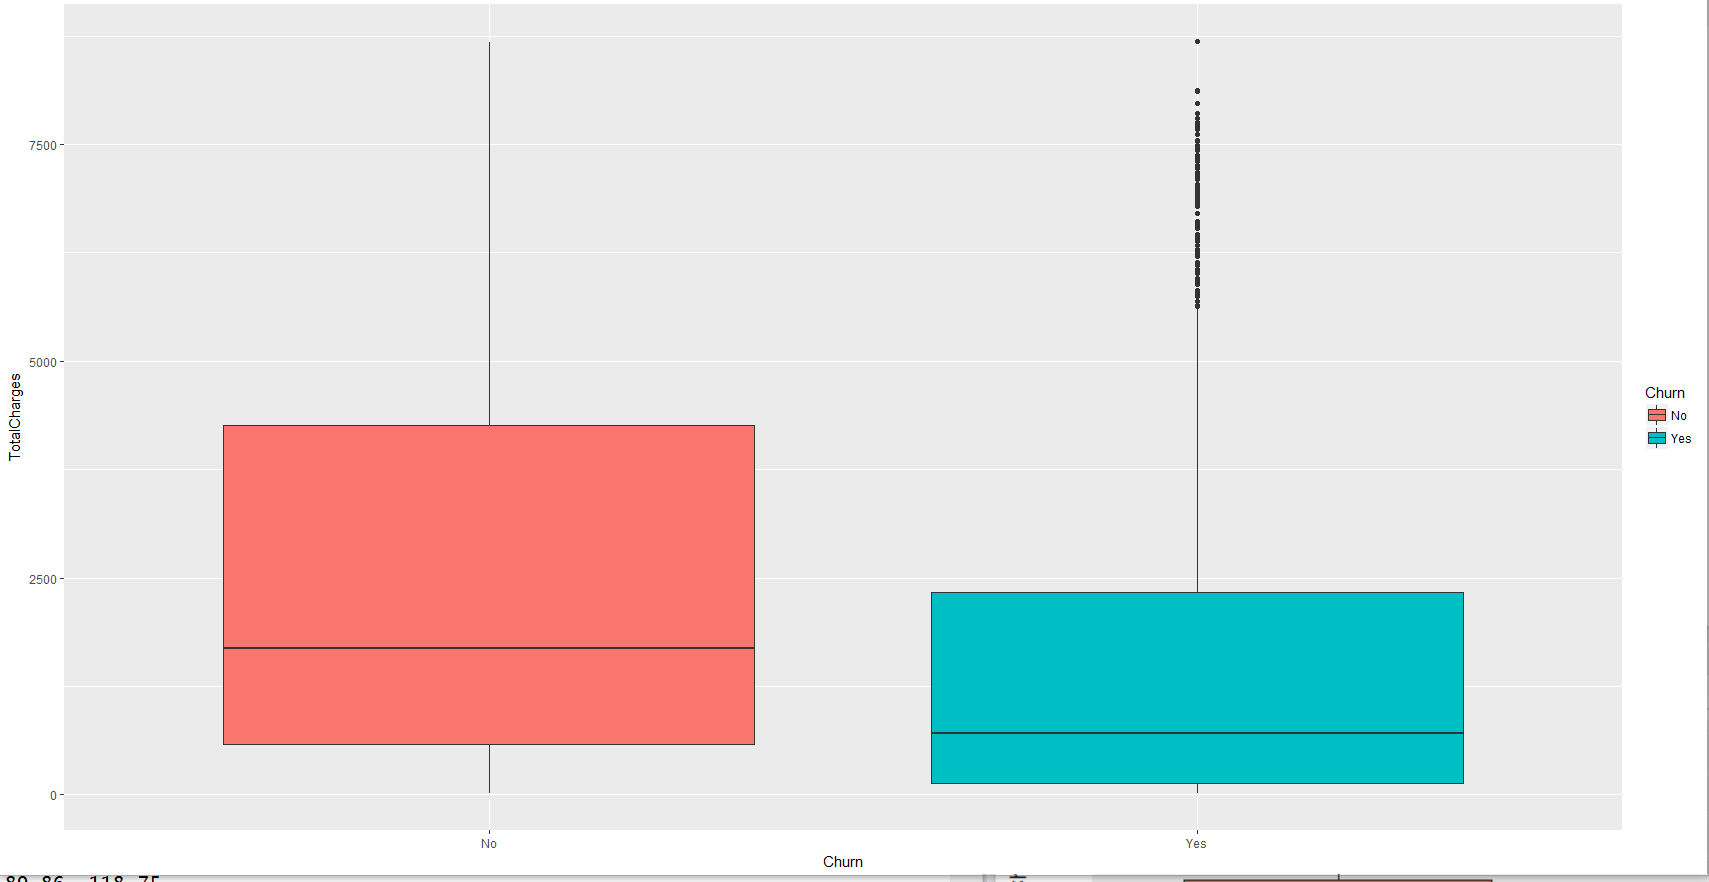 7500
5000
2500
0
TotalCharges
No
Yes
Churn
Churn
No
Yes